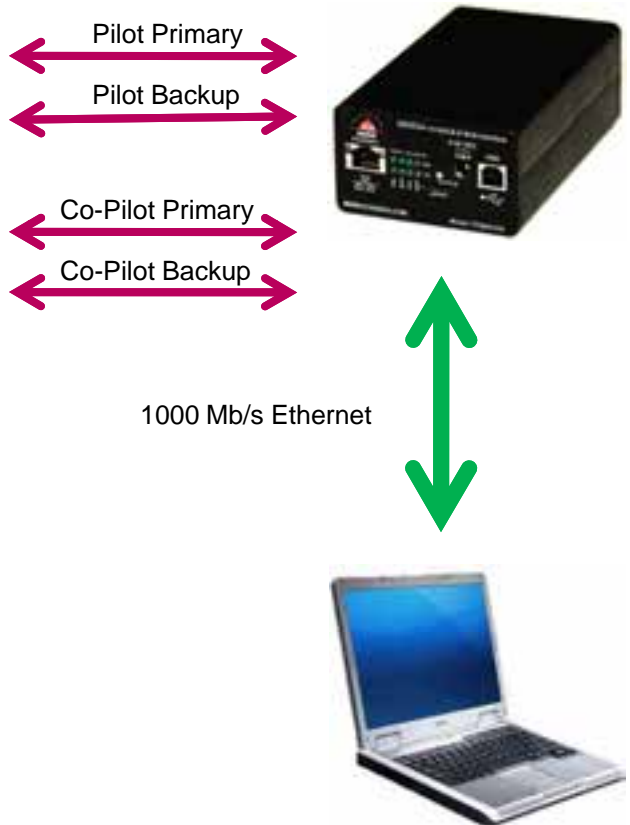 Pilot Primary
Pilot Backup
Co-Pilot Primary
Co-Pilot Backup
1000 Mb/s Ethernet